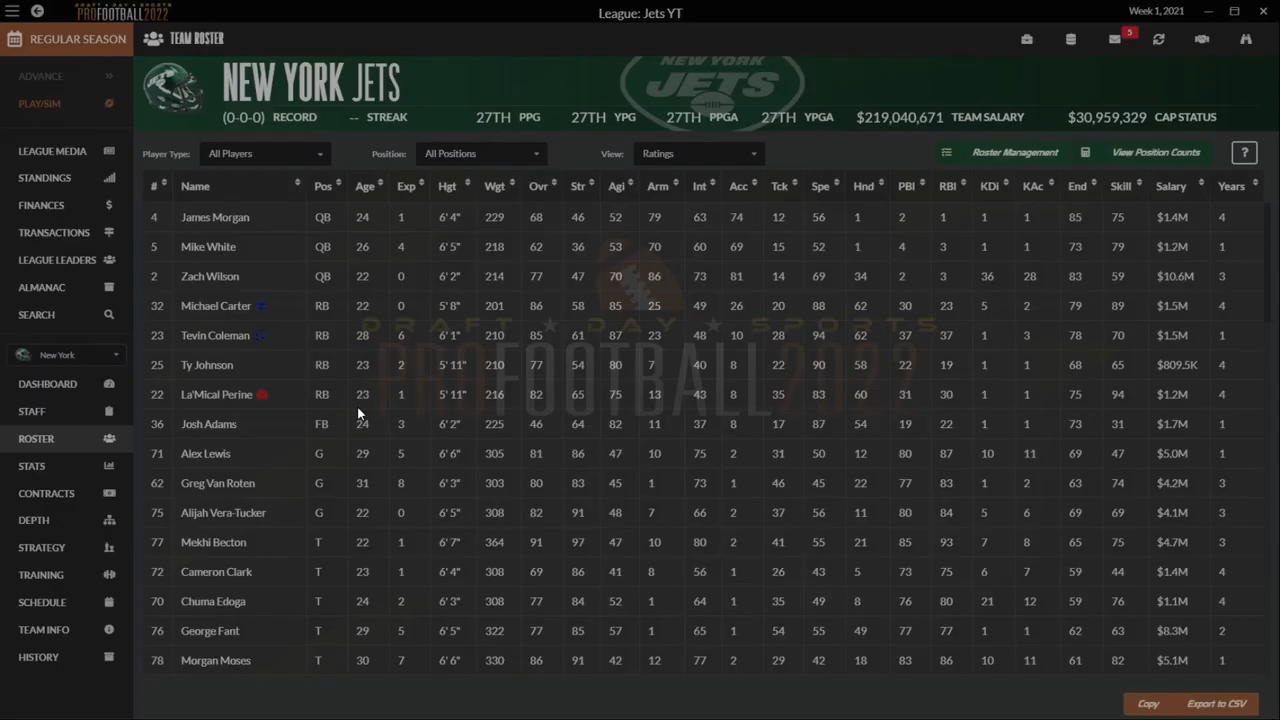 DRAFT · DAY · SPORTS
PROFOOTBALL2022
League: Jets YT
Week 1, 2021
REGULAR SEASON
TEAM ROSTER
5
ADVANCE
PLAY/SIM
LEAGUE MEDIA
STANDINGS
FINANCES
TRANSACTIONS
LEAGUE LEADERS
ALMANAC
SEARCH
New York
DASHBOARD
STAFF
ROSTER
STATS
CONTRACTS
DEPTH
STRATEGY
TRAINING
SCHEDULE
TEAM INFO
HISTORY
NEW YORK JETS
NEW YORK
JETS
(0-0-0) RECORD -- STREAK 27TH PPG 27TH YPG 27TH PPGA 27TH YPGA $219,040,671 TEAM SALARY $30,959,329 CAP STATUS
Player Type: All Players Position: All Positions View: Ratings Roster Management View Position Counts ?
# Name Pos Age Exp Hgt Wgt Ovr Str Agi Arm Int Acc Tck Spe Hnd PBl RBl KDi KAc End Skill Salary Years
4 James Morgan QB 24 1 6' 4" 229 68 46 52 79 63 74 12 56 1 2 1 1 1 85 75 $1.4M 4
5 Mike White QB 26 4 6' 5" 218 62 36 53 70 60 69 15 52 1 4 3 1 1 73 79 $1.2M 1
2 Zach Wilson QB 22 0 6' 2" 214 77 47 70 86 73 81 14 69 34 2 3 36 28 83 59 $10.6M 3
32 Michael Carter RB 22 0 5' 8" 201 86 58 85 25 49 26 20 88 62 30 23 5 2 79 89 $1.5M 4
23 Tevin Coleman RB 28 6 6' 1" 210 85 61 87 23 48 10 28 94 62 37 37 3 1 78 70 $1.5M 1
25 Ty Johnson RB 23 2 5' 11" 210 77 54 80 7 45 8 22 90 58 22 19 1 1 68 65 $809.5K 4
22 La'Mical Perine RB 23 1 5' 11" 216 82 65 75 13 43 8 35 83 60 31 30 1 1 75 94 $1.2M 4
36 Josh Adams FB 24 3 6' 2" 225 46 64 82 11 37 8 17 87 54 19 22 1 1 73 31 $1.7M 1
71 Alex Lewis G 29 5 6' 6" 305 81 86 47 10 75 2 31 50 12 80 87 10 11 69 47 $5.0M 1
62 Greg Van Roten G 31 8 6' 3" 303 80 83 45 1 73 1 46 45 22 77 83 1 2 63 74 $4.2M 3
75 Alijah Vera-Tucker G 22 0 6' 5" 308 82 91 48 7 66 2 37 56 11 80 84 5 6 69 69 $4.1M 3
77 Mekhi Becton T 22 1 6' 7" 364 91 97 47 10 80 2 41 55 21 85 93 7 8 65 75 $4.7M 3
72 Cameron Clark T 23 1 6' 4" 308 69 86 41 8 56 1 26 43 5 73 75 6 7 59 44 $1.4M 4
70 Chuma Edoga T 24 2 6' 4" 308 77 84 52 1 64 1 35 49 8 76 80 21 12 59 76 $1.1M 4
76 George Fant T 29 5 6' 5" 322 77 85 57 1 65 1 54 55 49 77 77 1 1 62 63 $8.3M 2
78 Morgan Moses T 30 7 6' 6" 330 86 91 42 12 77 2 29 42 18 83 86 10 11 61 82 $5.1M 1
DRAFT ★ DAY ★ SPORTS
PROFOOTBALL2022
Copy Export to CSV